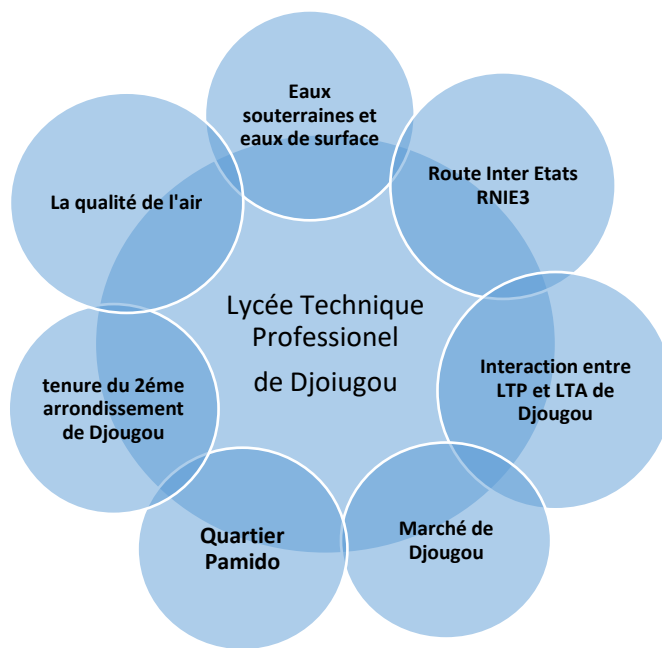 Eaux
souterraines et
eaux de surface
Route Inter Etats
RNIE3
Interaction entre
LTP et LTA de
Djougou
Marché de
Djougou
Quartier
Pamido
tenure du 2éme
arrondissement
de Djougou
La qualité de l'air
Lycée Technique
Professionel
de Djoiugou